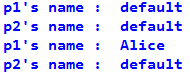 p1's name :  default
p2's name :  default
p1's name :  Alice
p2's name :  default